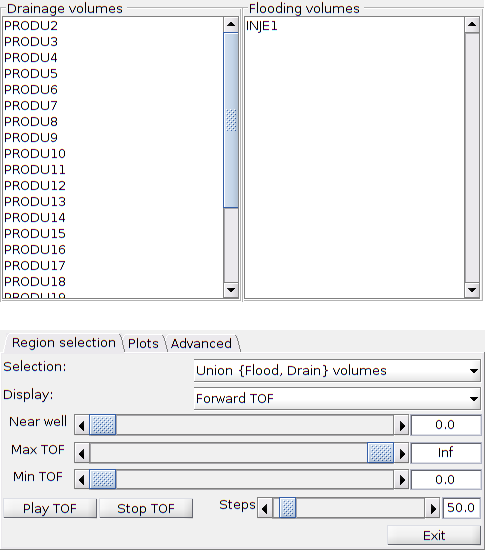 Drainage volumes
PRODU2
PRODU3
PRODU4
PRODU5
PRODU6
PRODU7
PRODU8
PRODU9
PRODU10
PRODU11
PRODU12
PRODU13
PRODU14
PRODU15
PRODU16
PRODU17
PRODU18
PRODU19
Flooding volumes
INJE1
Region selection Plots Advanced
Selection: Union {Flood, Drain} volumes
Display: Forward TOF
Near well 0.0
Max TOF Inf
Min TOF 0.0
Play TOF Stop TOF Steps 50.0
Exit